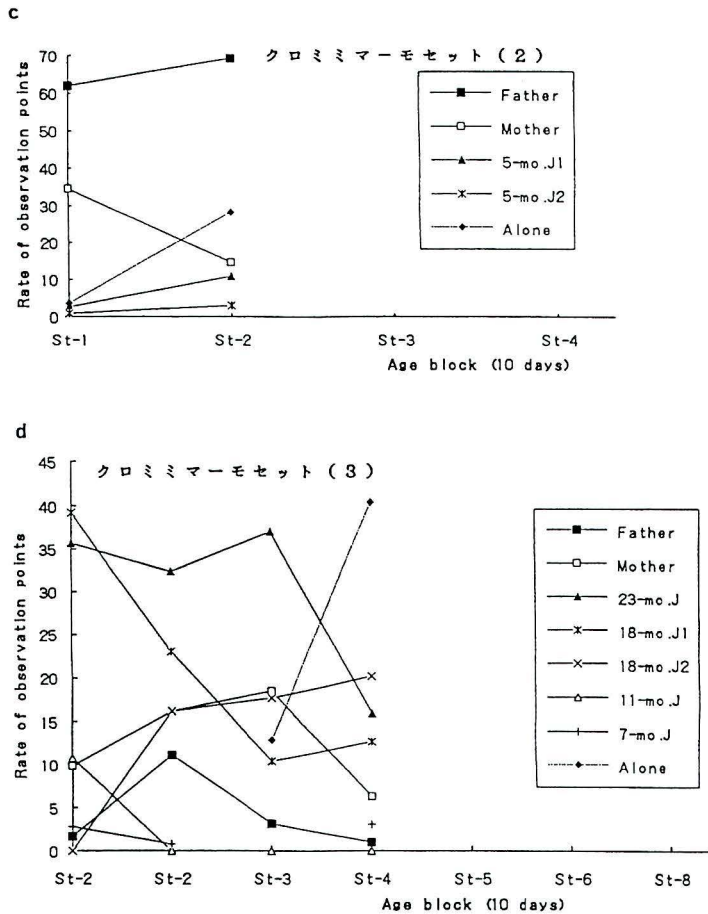 c
クロミミマーモセット(2)
Rate of observation points
70
60
50
40
30
20
10
0
St-1 St-2 St-3 St-4
Age block (10 days)
Father
Mother
5-mo.J1
5-mo.J2
Alone
d
クロミミマーモセット(3)
Rate of observation points
45
40
35
30
25
20
15
10
5
0
St-2 St-2 St-3 St-4 St-5 St-6 St-8
Age block (10 days)
Father
Mother
23-mo.J
18-mo.J1
18-mo.J2
11-mo.J
7-mo.J
Alone